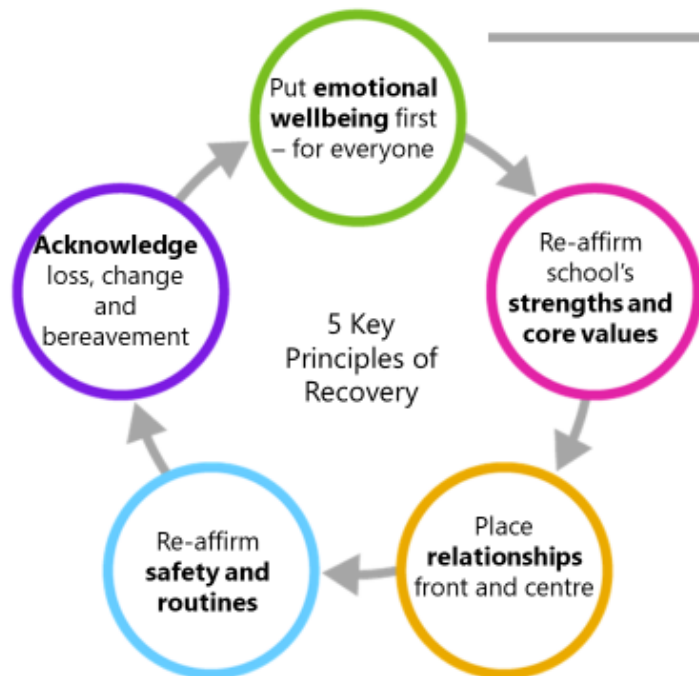 Put emotional
wellbeing first
– for everyone
Re-affirm
school's
strengths and
core values
Place
relationships
front and centre
Re-affirm
safety and
routines
Acknowledge
loss, change
and
bereavement
5 Key
Principles of
Recovery